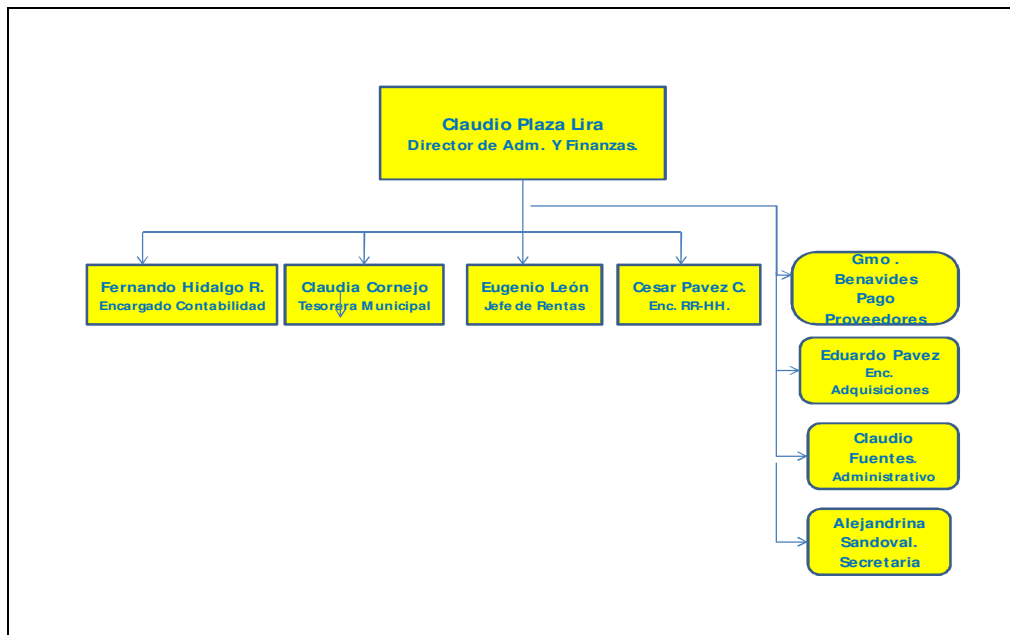 Claudio Plaza Lira
Director de Adm. Y Finanzas.
Fernando Hidalgo R.
Encargado Contabilidad
Claudia Cornejo
Tesorera Municipal
Eugenio León
Jefe de Rentas
Cesar Pavez C.
Enc. RR-HH.
Gmo .
Benavides
Pago
Proveedores
Eduardo Pavez
Enc.
Adquisiciones
Claudio
Fuentes.
Administrativo
Alejandrina
Sandoval.
Secretaria